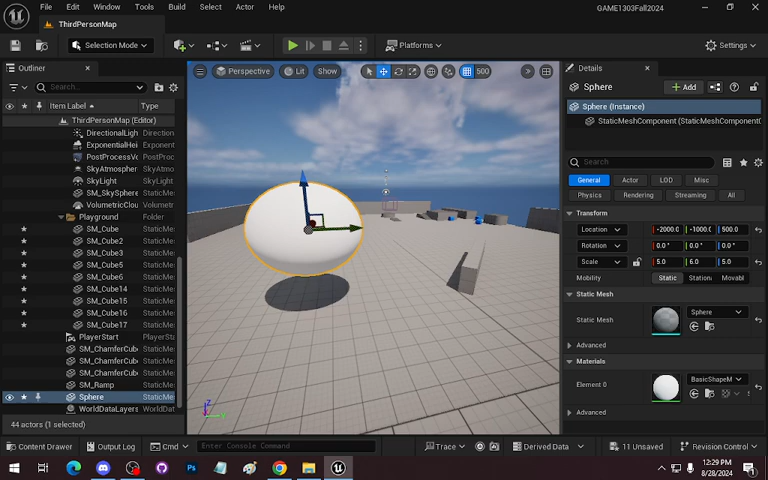 File Edit Window Tools Build Select Actor Help
GAME1303Fall2024
ThirdPersonMap
Selection Mode
Platforms
Settings
Outliner
Search...
Item Label
Type
ThirdPersonMap (Editor)
DirectionalLigh Direction
ExponentialHei Exponent
PostProcessVo PostProc
SkyAtmospher SkyAtmo
SkyLight SkyLight
SM_SkySphere StaticMe
VolumetricClou Volumetr
Playground Folder
SM_Cube StaticMe
SM_Cube2 StaticMe
SM_Cube3 StaticMe
SM_Cube5 StaticMe
SM_Cube6 StaticMe
SM_Cube14 StaticMe
SM_Cube15 StaticMe
SM_Cube16 StaticMe
SM_Cube17 StaticMe
PlayerStart PlayerSta
SM_ChamferCub StaticMe
SM_ChamferCub StaticMe
SM_ChamferCub StaticMe
SM_Ramp StaticMe
Sphere StaticMe
WorldDataLayers WorldDat
44 actors (1 selected)
Perspective Lit Show
500
Details
Sphere
Add
Sphere (Instance)
StaticMeshComponent (StaticMeshComponent0
Search
General Actor LOD Misc
Physics Rendering Streaming All
Transform
Location -2000.0 -1000.0 500.0
Rotation 0.0 ° 0.0 ° 0.0 °
Scale 5.0 6.0 5.0
Mobility Static Station Movabl
Static Mesh
Static Mesh Sphere
Advanced
Materials
Element 0 BasicShapeM
Advanced
Content Drawer Output Log Cmd Enter Console Command Trace Derived Data 11 Unsaved Revision Control
12:29 PM
8/28/2024